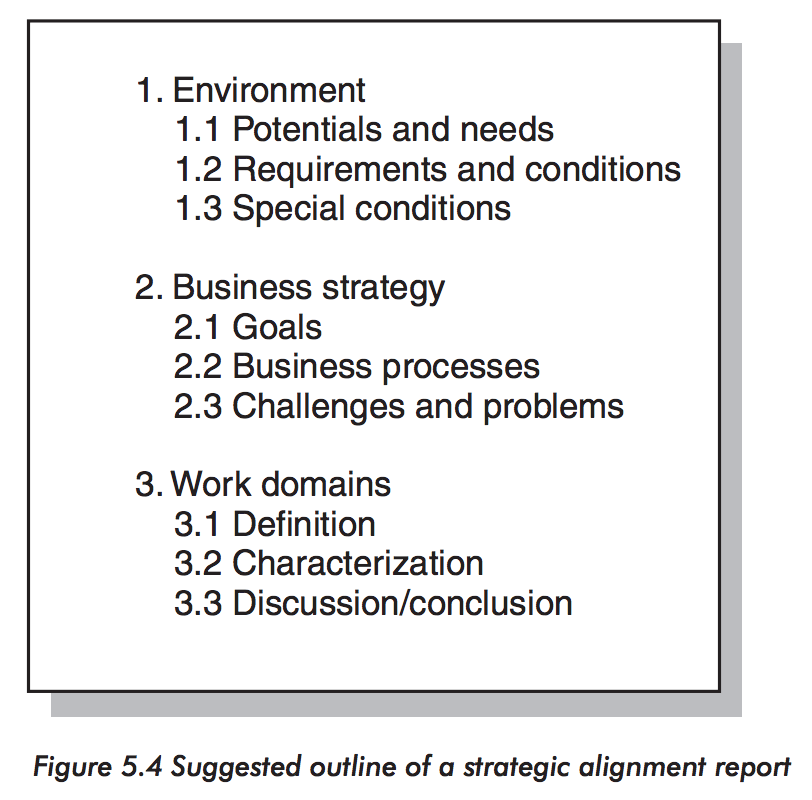 1. Environment
1.1 Potentials and needs
1.2 Requirements and conditions
1.3 Special conditions
2. Business strategy
2.1 Goals
2.2 Business processes
2.3 Challenges and problems
3. Work domains
3.1 Definition
3.2 Characterization
3.3 Discussion/conclusion
Figure 5.4 Suggested outline of a strategic alignment report